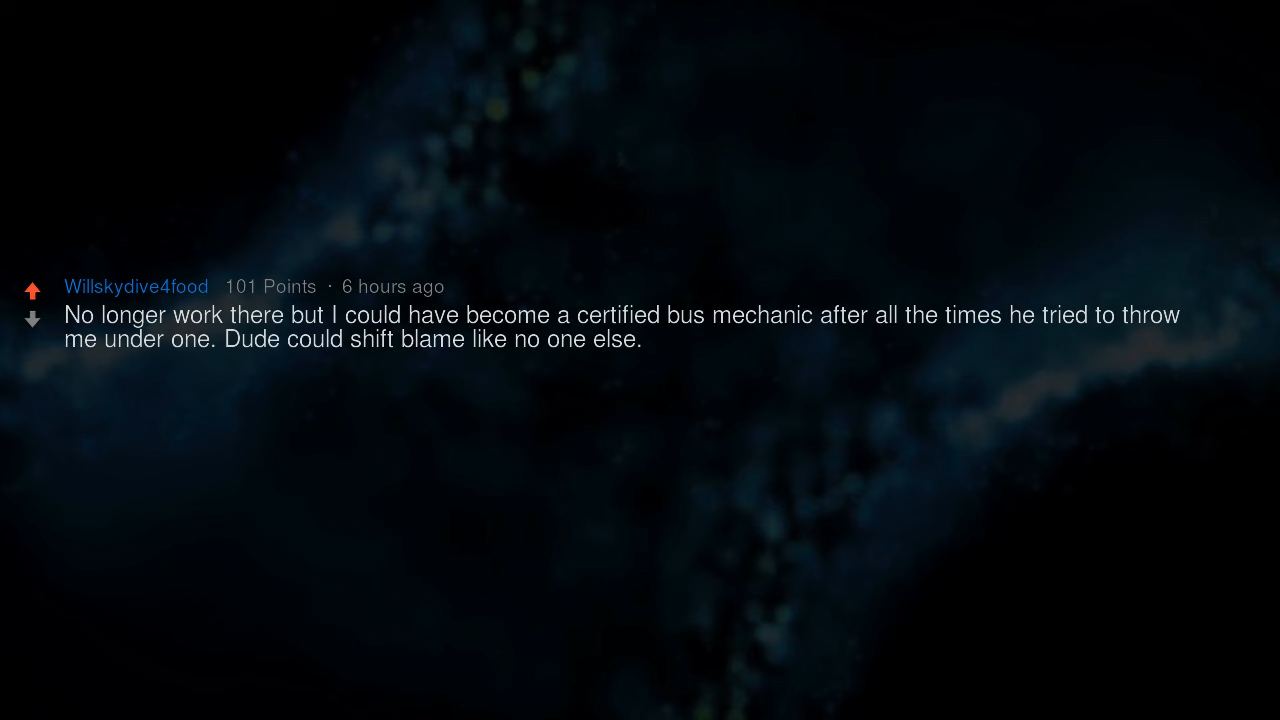 Willskydive4food 101 Points · 6 hours ago
No longer work there but I could have become a certified bus mechanic after all the times he tried to throw
me under one. Dude could shift blame like no one else.